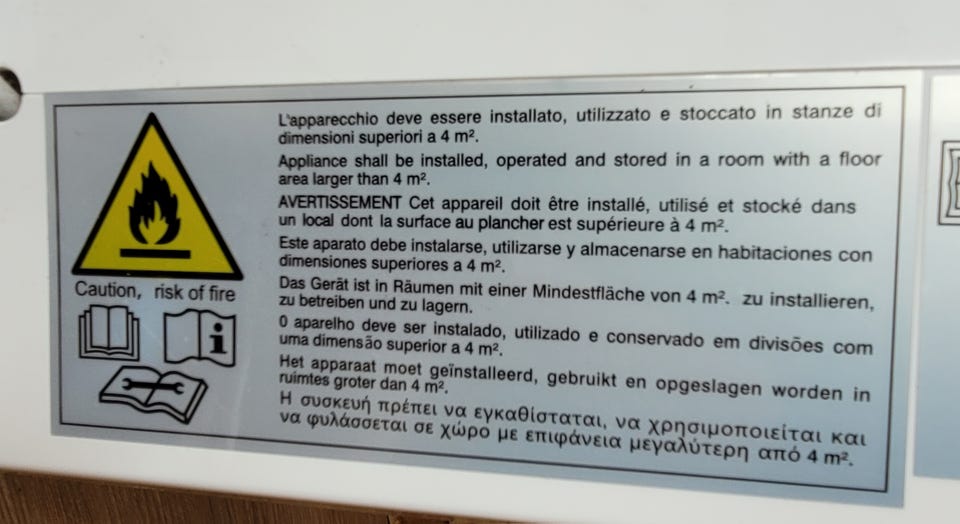 Caution, risk of fire
i
L'apparecchio deve essere installato, utilizzato e stoccato in stanze di
dimensioni superiori a 4 m².
Appliance shall be installed, operated and stored in a room with a floor
area larger than 4 m².
AVERTISSEMENT Cet appareil doit être installé, utilisé et stocké dans
un local dont la surface au plancher est supérieure à 4 m².
Este aparato debe instalarse, utilizarse y almacenarse en habitaciones con
dimensiones superiores a 4 m².
Das Gerät ist in Räumen mit einer Mindestfläche von 4 m². zu installieren,
zu betreiben und zu lagern.
0 aparelho deve ser instalado, utilizado e conservado em divisões com
uma dimensão superior a 4 m².
Het apparaat moet geïnstalleerd, gebruikt en opgeslagen worden in
ruimtes groter dan 4 m².
Η συσκευή πρέπει να εγκαθίσταται, να χρησιμοποιείται και
να φυλάσσεται σε χώρο με επιφάνεια μεγαλύτερη από 4 m².